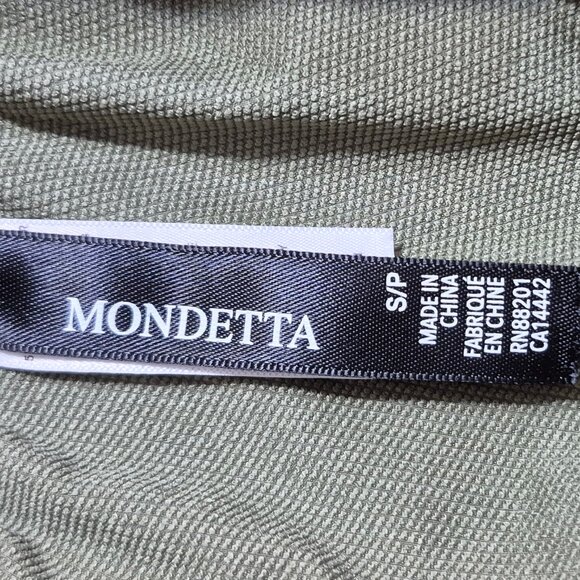 MONDETTA
S/P
MADE IN
CHINA
FABRIQUÉ
EN CHINE
RN88201
CA14442